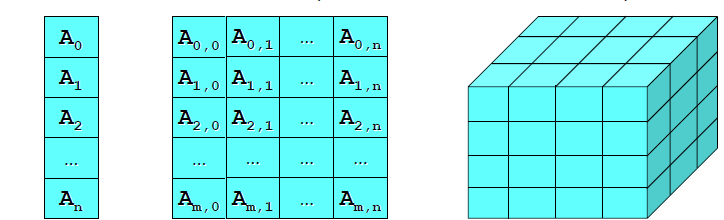 A0 A0,0 A0,1 ... A0,n
A1 A1,0 A1,1 ... A1,n
A2 A2,0 A2,1 ... A2,n
... ... ... ... ...
An Am,0 Am,1 ... Am,n